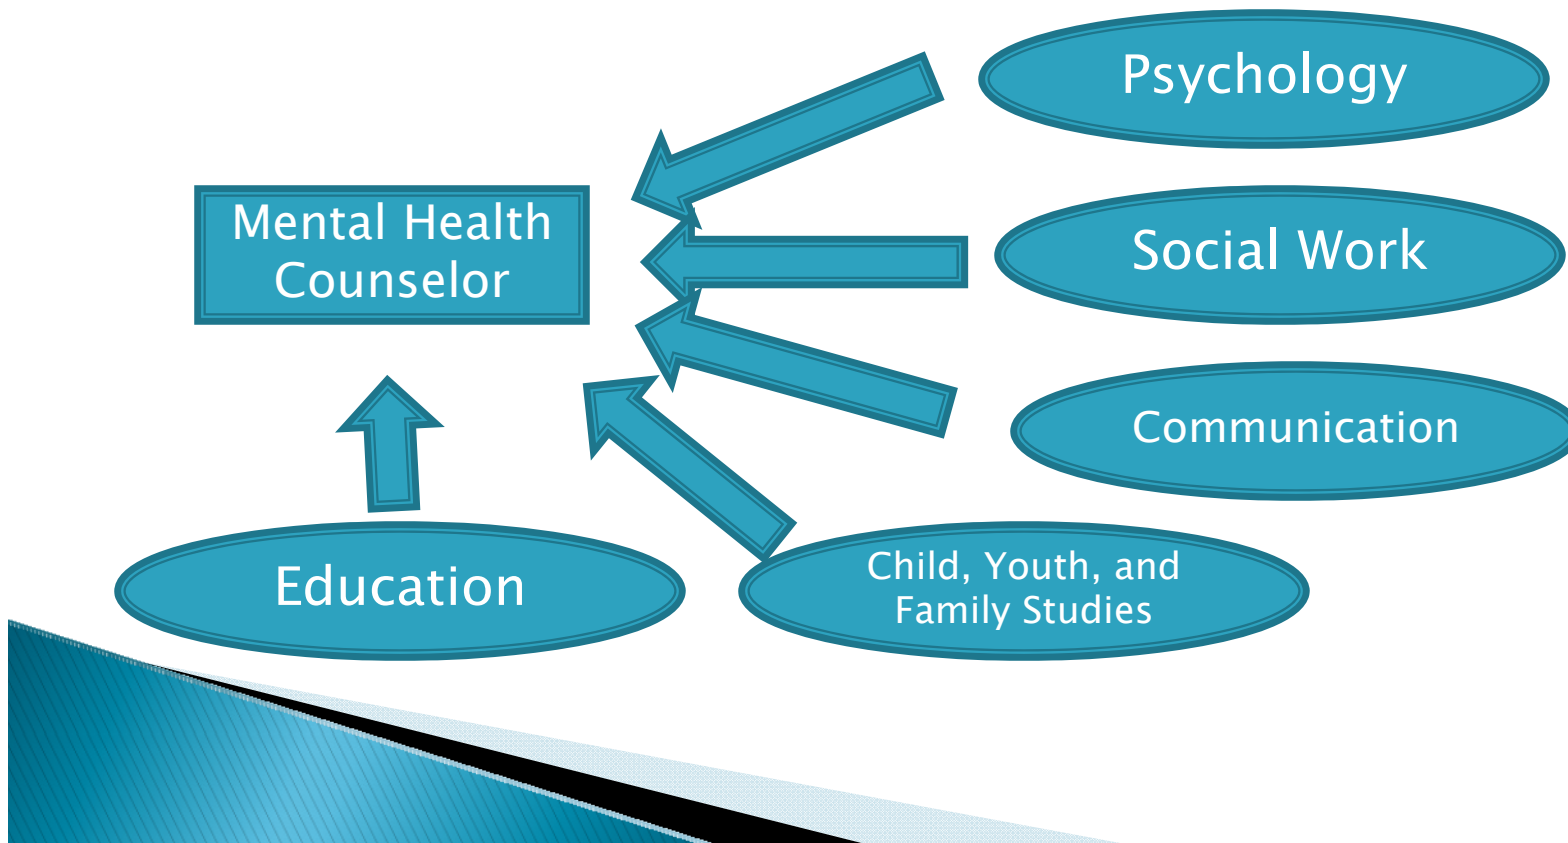 Psychology
Mental Health
Counselor
Social Work
Communication
Education
Child, Youth, and
Family Studies